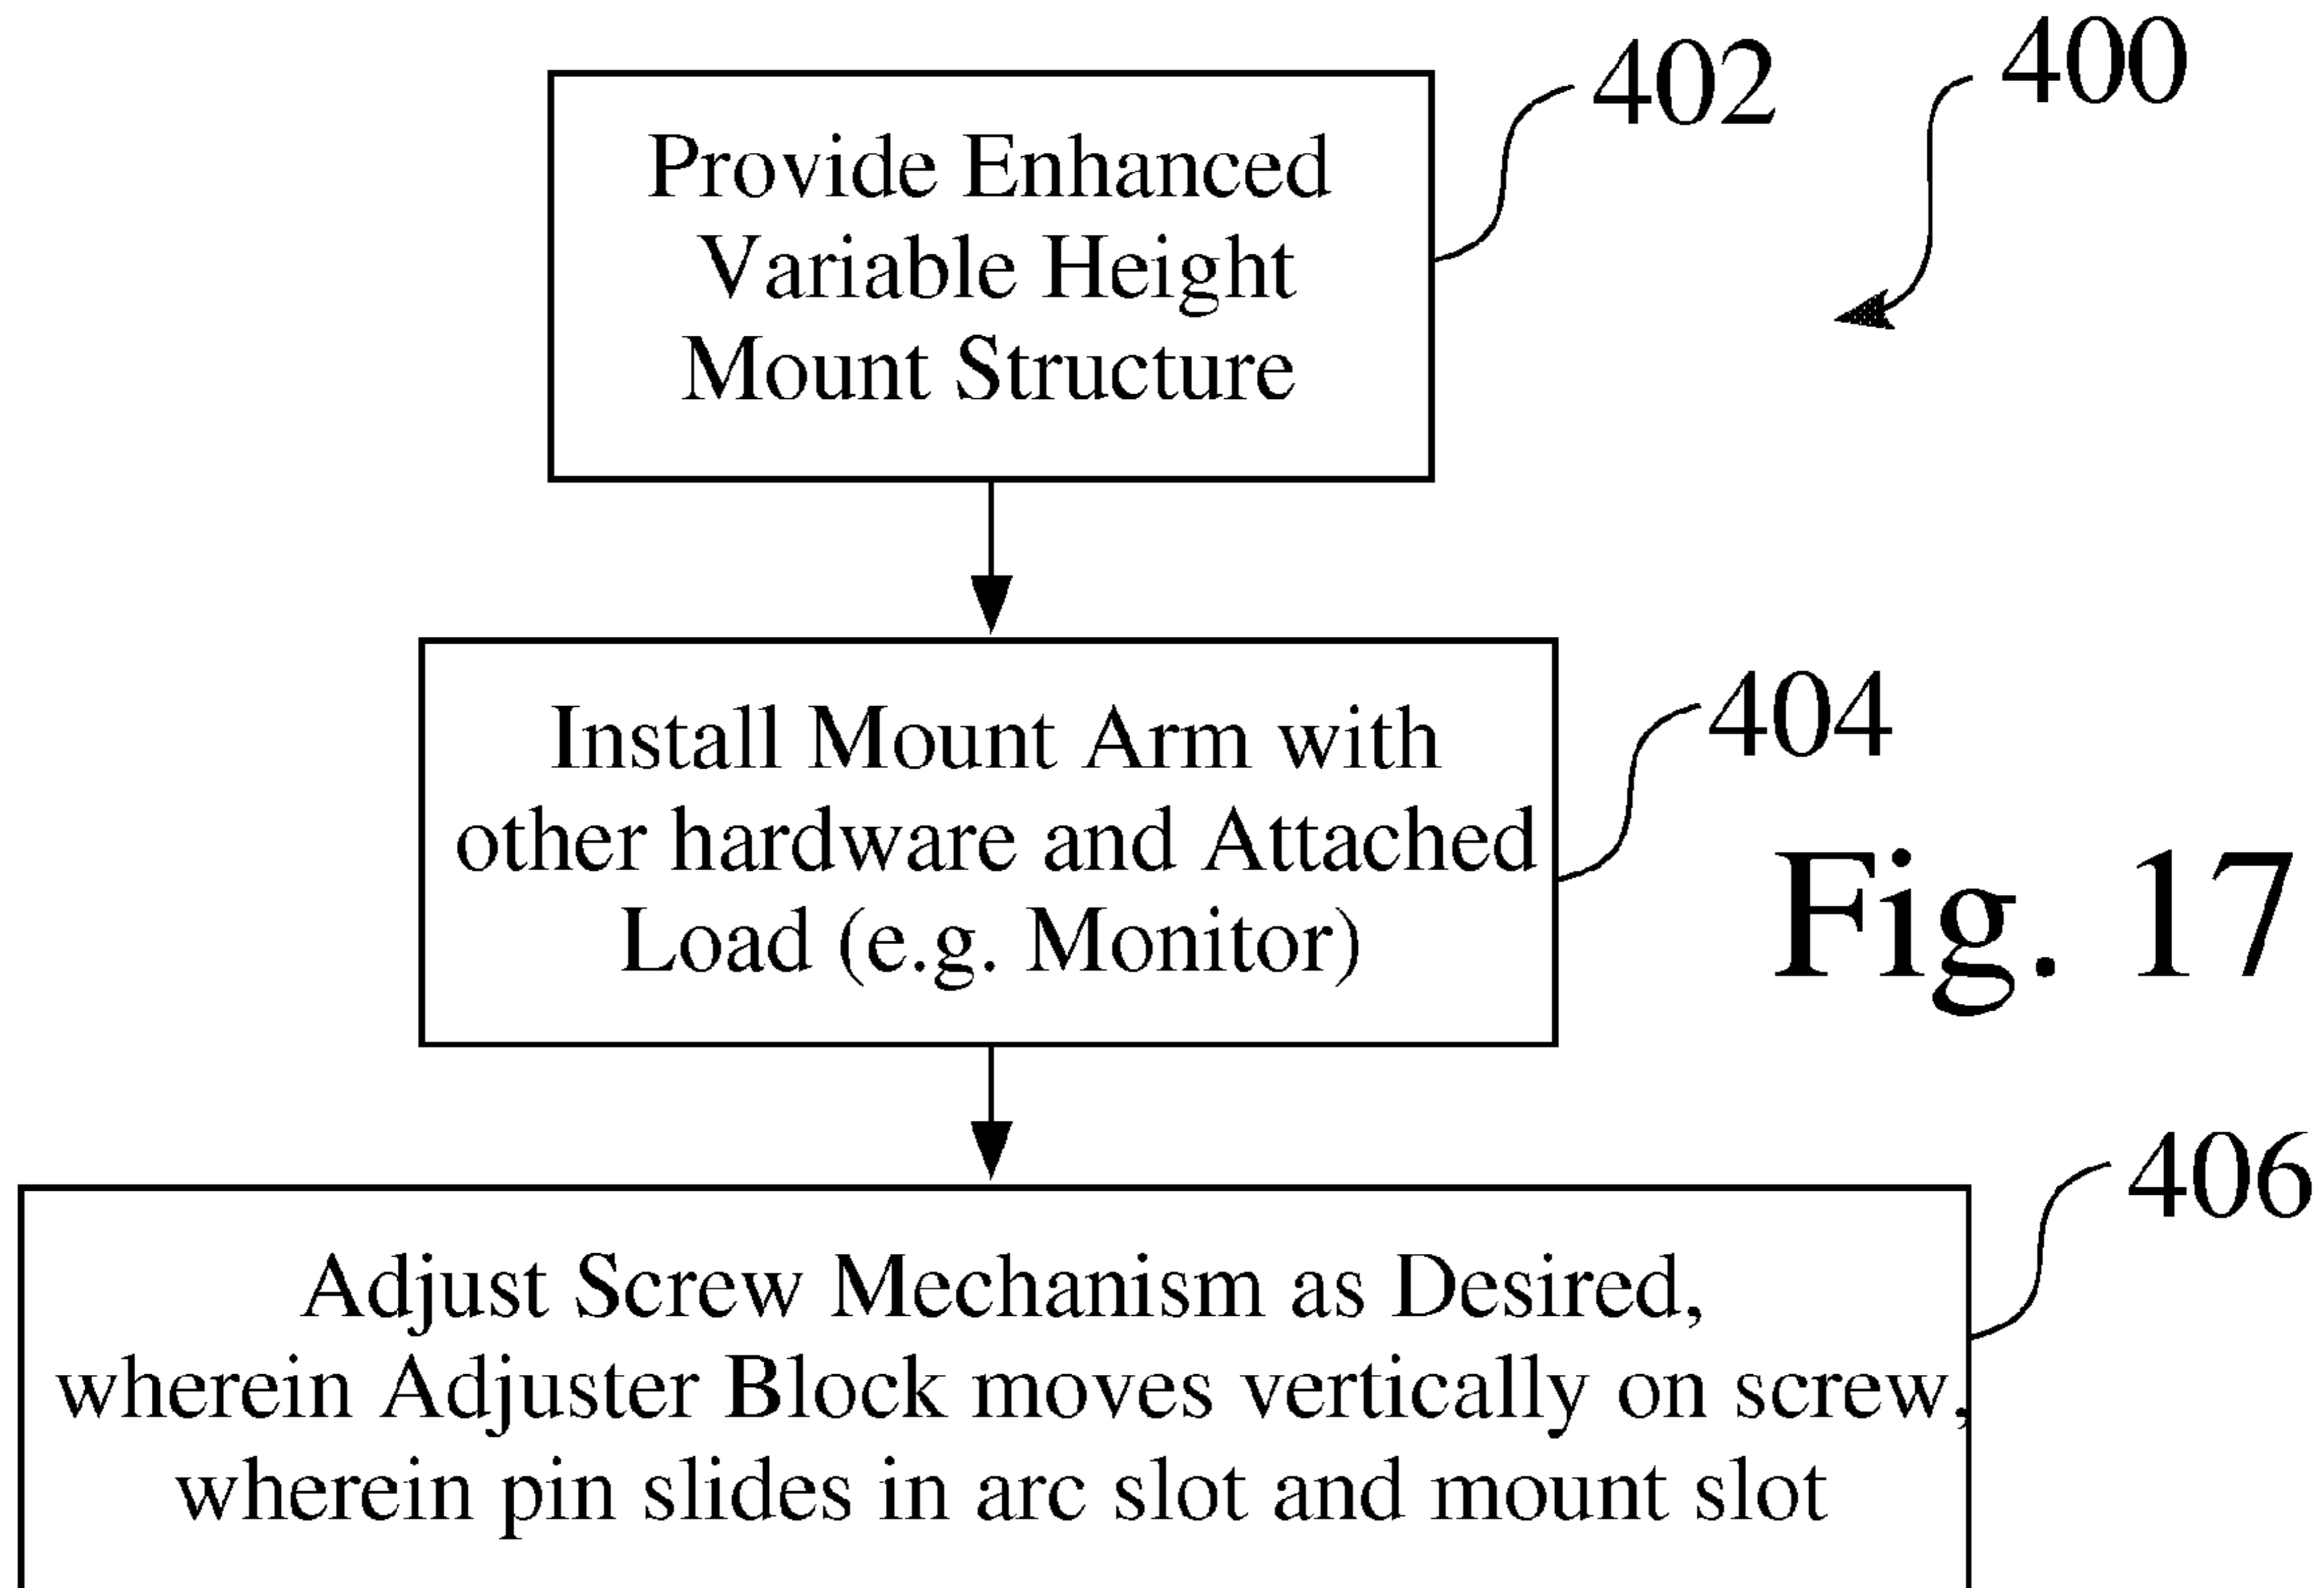 400
402
Provide Enhanced
Variable Height
Mount Structure
404
Install Mount Arm with
other hardware and Attached
Load (e.g. Monitor)
Fig. 17
406
Adjust Screw Mechanism as Desired,
wherein Adjuster Block moves vertically on screw,
wherein pin slides in arc slot and mount slot